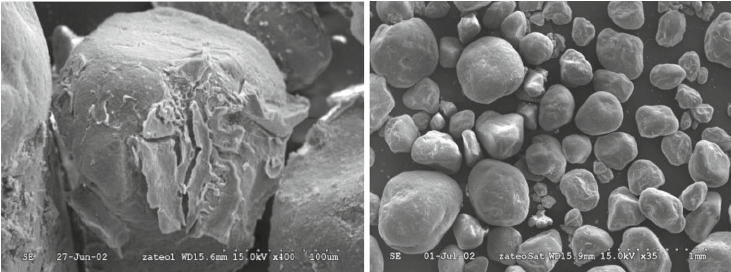 SE 27-Jun-02 zateo1 WD15.6mm 15.0kV x400 100um
SE 01-Jul-02 zateoSat WD15.9mm 15.0kV x35 1mm